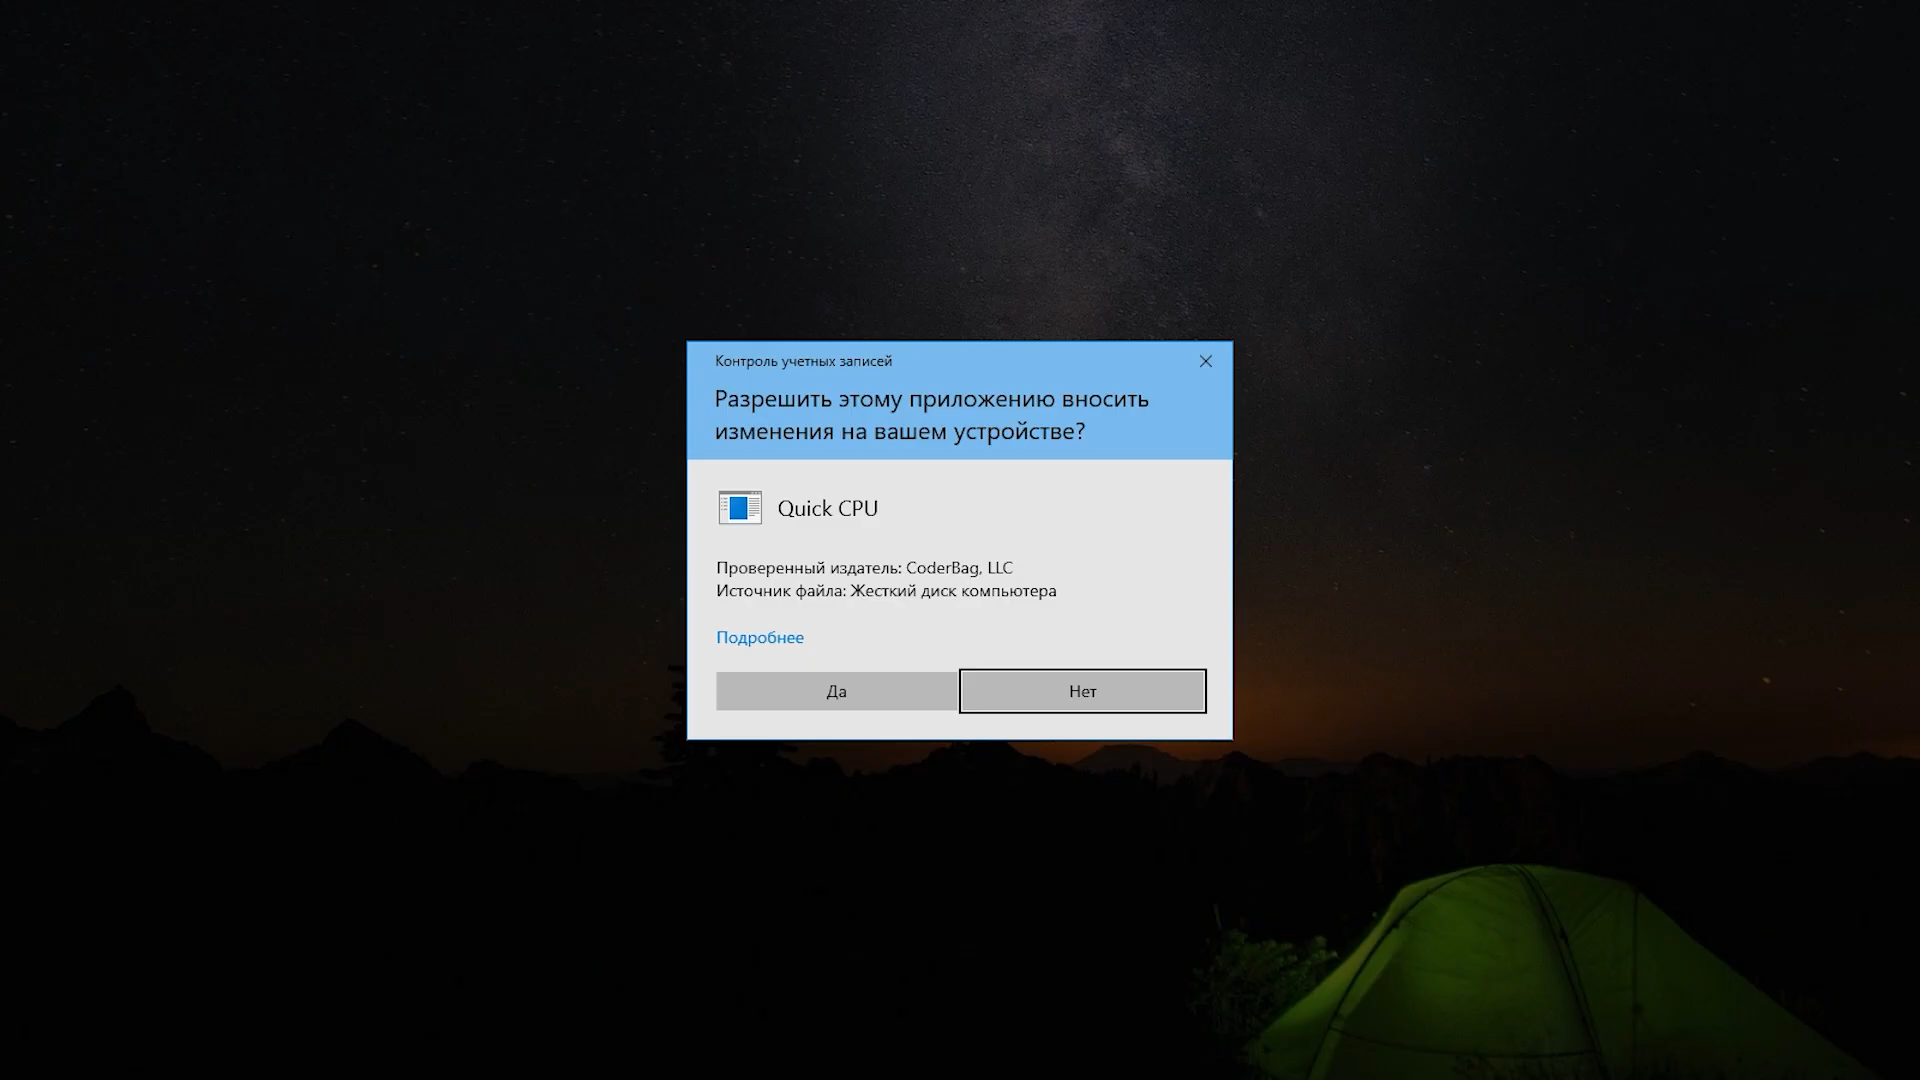 Контроль учетных записей
Разрешить этому приложению вносить
изменения на вашем устройстве?
Quick CPU
Проверенный издатель: CoderBag, LLC
Источник файла: Жесткий диск компьютера
Подробнее
Да
Нет